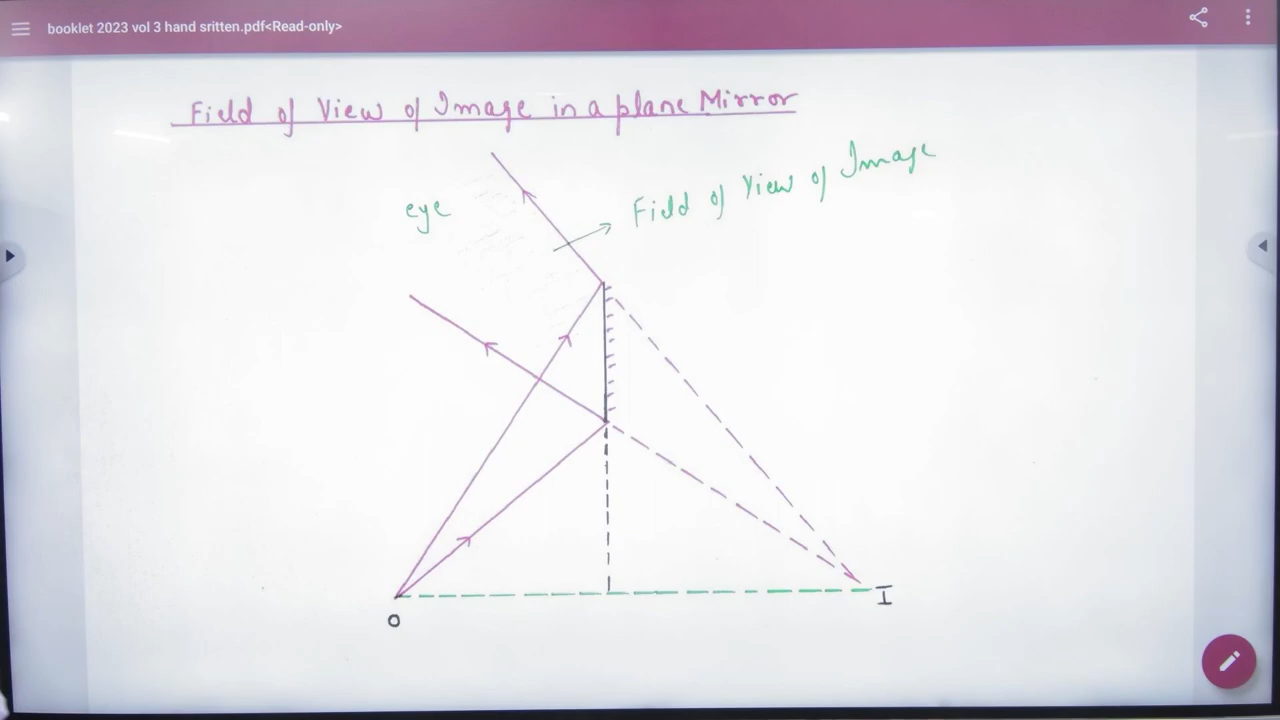 booklet 2023 vol 3 hand sritten.pdf<Read-only>
Field of View of Image in a plane Mirror
eye
Field of View of Image
O
I